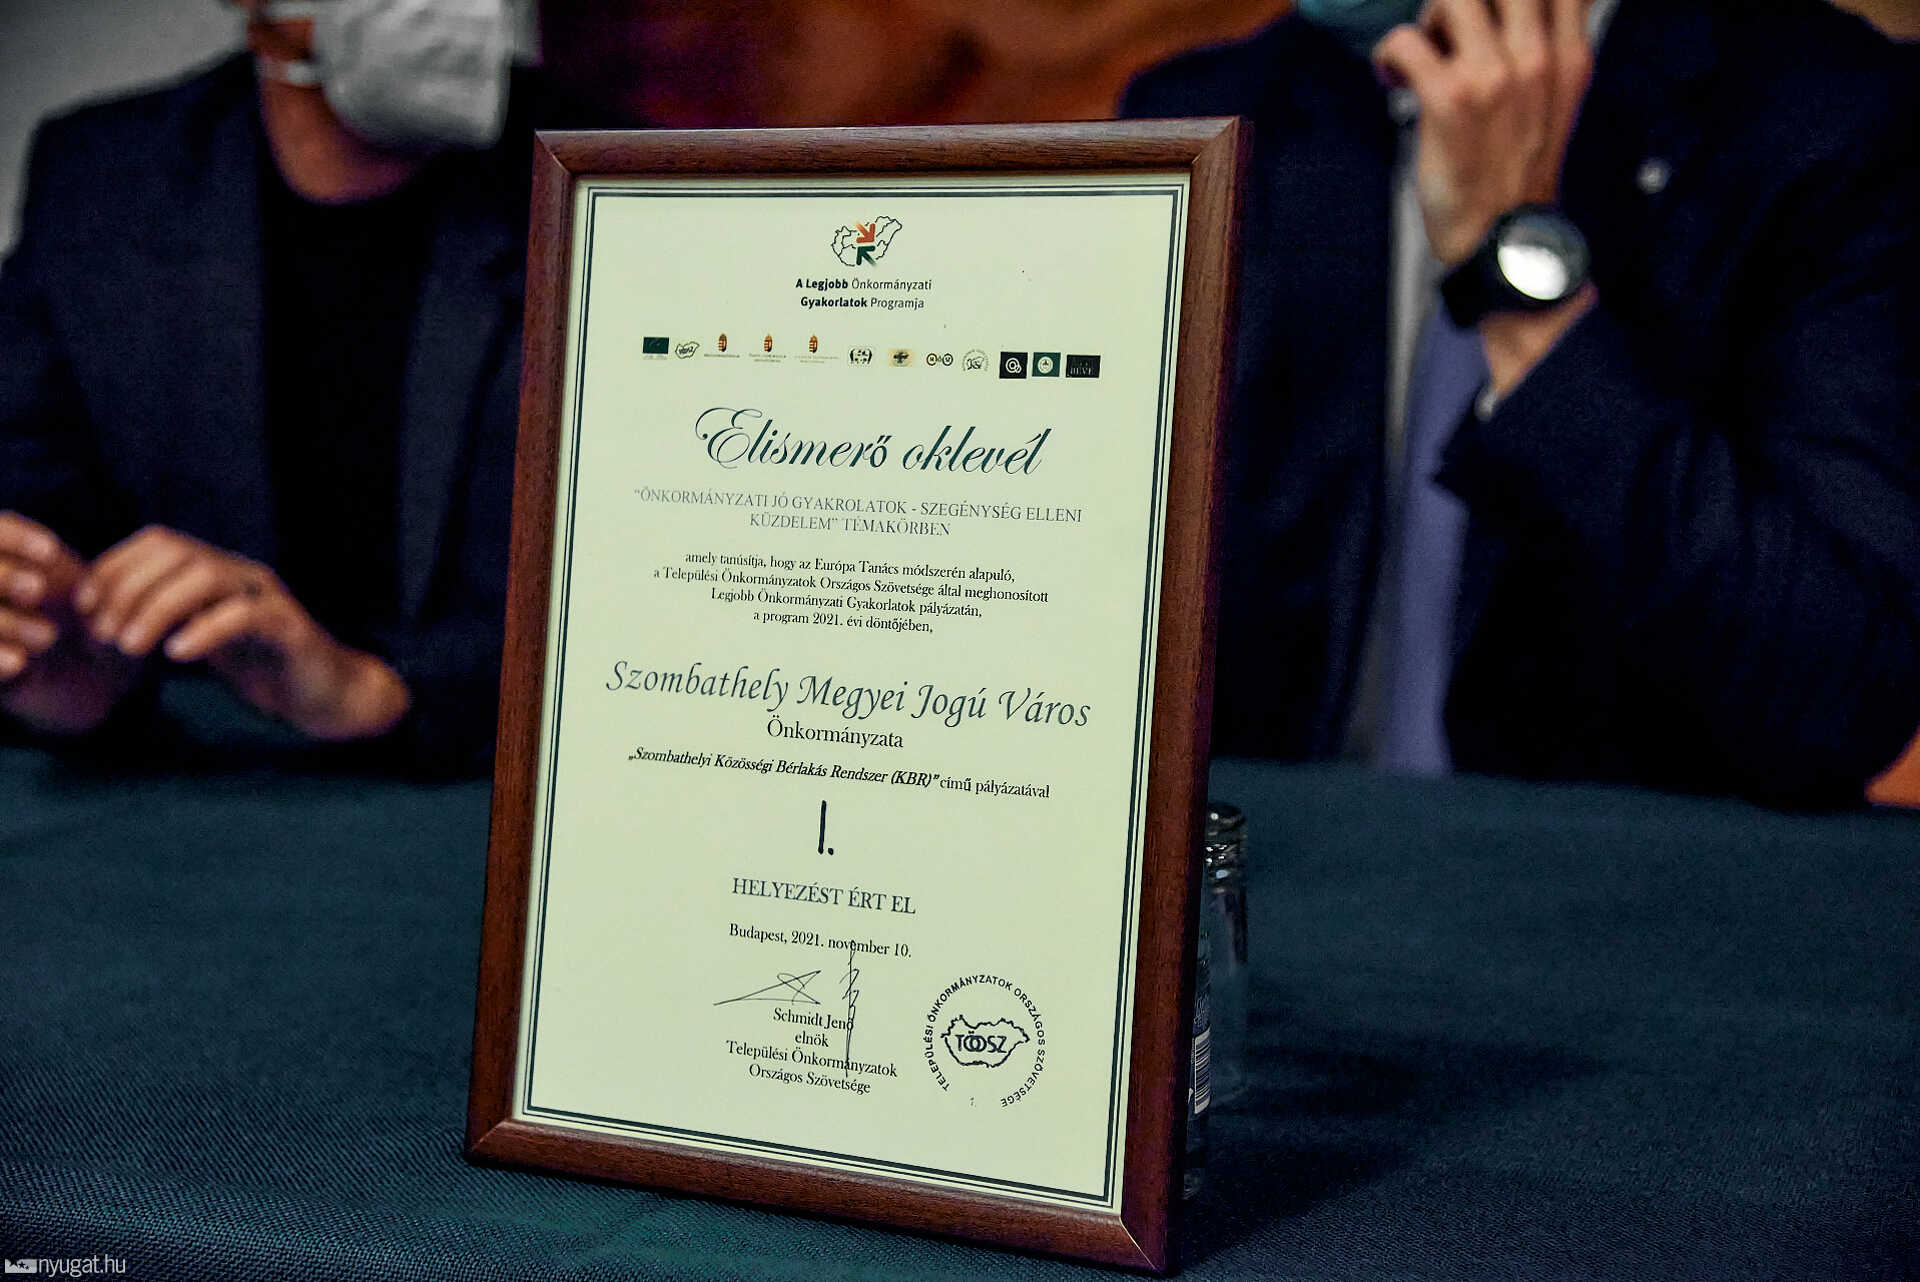 A Legjobb Önkormányzati
Gyakorlatok Programja
TÖOSZ
Elismerő oklevél
"ÖNKORMÁNYZATI JÓ GYAKROLATOK - SZEGÉNYSÉG ELLENI
KÜZDELEM" TÉMAKÖRBEN
amely tanúsítja, hogy az Európa Tanács módszerén alapuló,
a Települési Önkormányzatok Országos Szövetsége által meghonosított
Legjobb Önkormányzati Gyakorlatok pályázatán,
a program 2021. évi döntőjében,
Szombathely Megyei Jogú Város
Önkormányzata
„Szombathelyi Közösségi Bérlakás Rendszer (KBR)" című pályázatával
I.
HELYEZÉST ÉRT EL
Budapest, 2021. november 10.
Schmidt Jenő
elnök
Települési Önkormányzatok
Országos Szövetsége
TELEPÜLÉSI ÖNKORMÁNYZATOK ORSZÁGOS SZÖVETSÉGE
TÖOSZ
1.
nyugat.hu